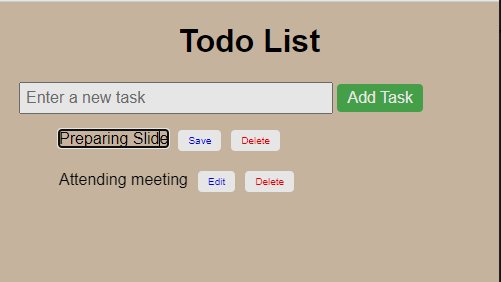 Todo List
Enter a new task Add Task
Preparing Slide Save Delete
Attending meeting Edit Delete